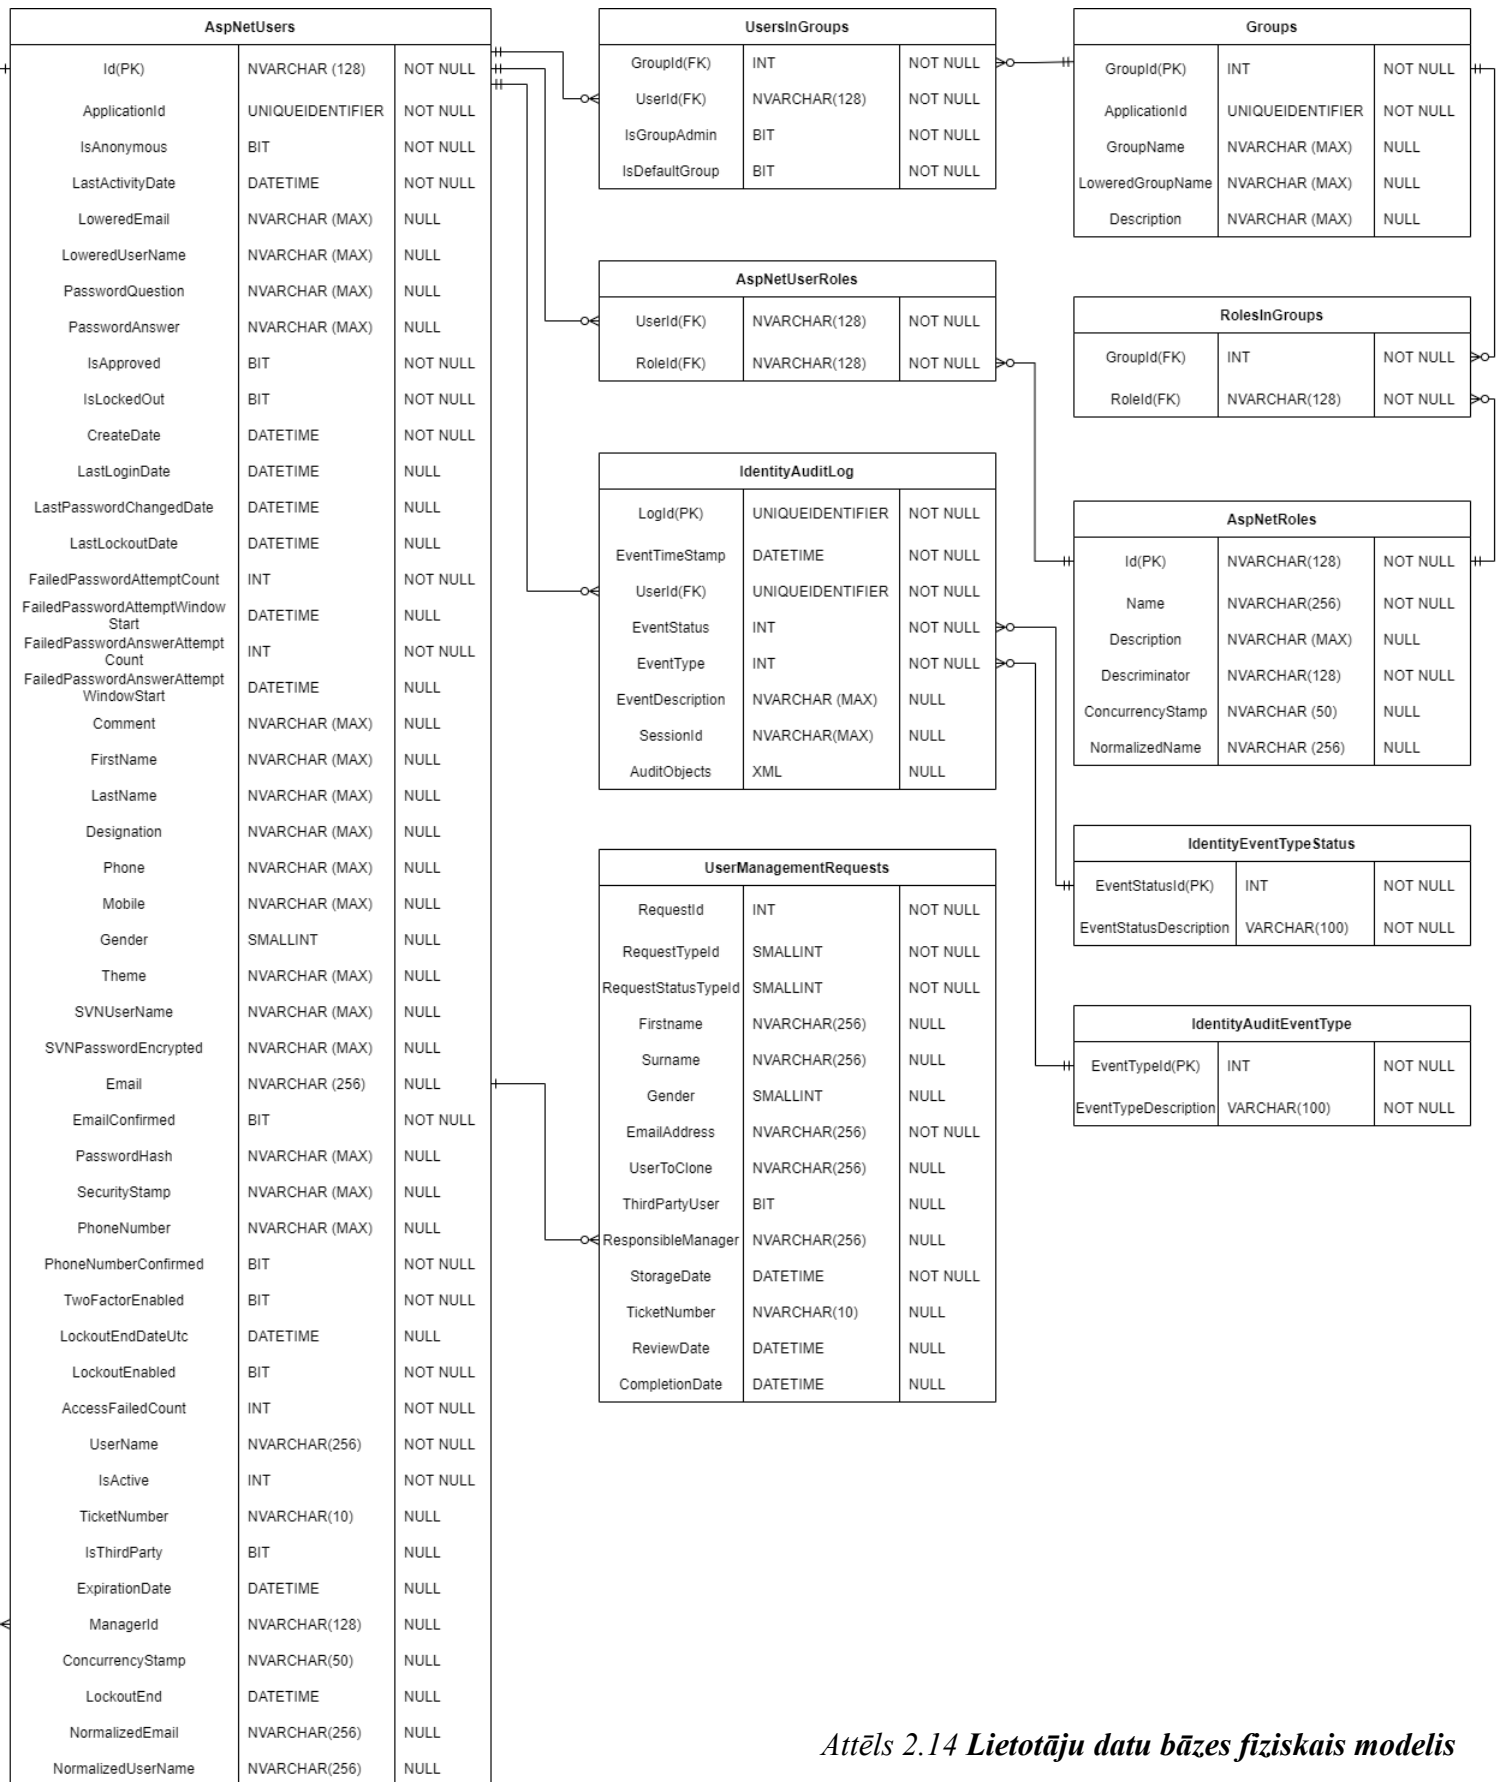 AspNetUsers
Id(PK) NVARCHAR (128) NOT NULL
ApplicationId UNIQUEIDENTIFIER NOT NULL
IsAnonymous BIT NOT NULL
LastActivityDate DATETIME NOT NULL
LoweredEmail NVARCHAR (MAX) NULL
LoweredUserName NVARCHAR (MAX) NULL
PasswordQuestion NVARCHAR (MAX) NULL
PasswordAnswer NVARCHAR (MAX) NULL
IsApproved BIT NOT NULL
IsLockedOut BIT NOT NULL
CreateDate DATETIME NOT NULL
LastLoginDate DATETIME NULL
LastPasswordChangedDate DATETIME NULL
LastLockoutDate DATETIME NULL
FailedPasswordAttemptCount INT NOT NULL
FailedPasswordAttemptWindow
Start DATETIME NULL
FailedPasswordAnswerAttempt
Count INT NOT NULL
FailedPasswordAnswerAttempt
WindowStart DATETIME NULL
Comment NVARCHAR (MAX) NULL
FirstName NVARCHAR (MAX) NULL
LastName NVARCHAR (MAX) NULL
Designation NVARCHAR (MAX) NULL
Phone NVARCHAR (MAX) NULL
Mobile NVARCHAR (MAX) NULL
Gender SMALLINT NULL
Theme NVARCHAR (MAX) NULL
SVNUserName NVARCHAR (MAX) NULL
SVNPasswordEncrypted NVARCHAR (MAX) NULL
Email NVARCHAR (256) NULL
EmailConfirmed BIT NOT NULL
PasswordHash NVARCHAR (MAX) NULL
SecurityStamp NVARCHAR (MAX) NULL
PhoneNumber NVARCHAR (MAX) NULL
PhoneNumberConfirmed BIT NOT NULL
TwoFactorEnabled BIT NOT NULL
LockoutEndDateUtc DATETIME NULL
LockoutEnabled BIT NOT NULL
AccessFailedCount INT NOT NULL
UserName NVARCHAR(256) NOT NULL
IsActive INT NOT NULL
TicketNumber NVARCHAR(10) NULL
IsThirdParty BIT NULL
ExpirationDate DATETIME NULL
ManagerId NVARCHAR(128) NULL
ConcurrencyStamp NVARCHAR(50) NULL
LockoutEnd DATETIME NULL
NormalizedEmail NVARCHAR(256) NULL
NormalizedUserName NVARCHAR(256) NULL
UsersInGroups
GroupId(FK) INT NOT NULL
UserId(FK) NVARCHAR(128) NOT NULL
IsGroupAdmin BIT NOT NULL
IsDefaultGroup BIT NOT NULL
AspNetUserRoles
UserId(FK) NVARCHAR(128) NOT NULL
RoleId(FK) NVARCHAR(128) NOT NULL
IdentityAuditLog
LogId(PK) UNIQUEIDENTIFIER NOT NULL
EventTimeStamp DATETIME NOT NULL
UserId(FK) UNIQUEIDENTIFIER NOT NULL
EventStatus INT NOT NULL
EventType INT NOT NULL
EventDescription NVARCHAR (MAX) NULL
SessionId NVARCHAR(MAX) NULL
AuditObjects XML NULL
UserManagementRequests
RequestId INT NOT NULL
RequestTypeId SMALLINT NOT NULL
RequestStatusTypeId SMALLINT NOT NULL
Firstname NVARCHAR(256) NULL
Surname NVARCHAR(256) NULL
Gender SMALLINT NULL
EmailAddress NVARCHAR(256) NOT NULL
UserToClone NVARCHAR(256) NULL
ThirdPartyUser BIT NULL
ResponsibleManager NVARCHAR(256) NULL
StorageDate DATETIME NOT NULL
TicketNumber NVARCHAR(10) NULL
ReviewDate DATETIME NULL
CompletionDate DATETIME NULL
Groups
GroupId(PK) INT NOT NULL
ApplicationId UNIQUEIDENTIFIER NOT NULL
GroupName NVARCHAR (MAX) NULL
LoweredGroupName NVARCHAR (MAX) NULL
Description NVARCHAR (MAX) NULL
RolesInGroups
GroupId(FK) INT NOT NULL
RoleId(FK) NVARCHAR(128) NOT NULL
AspNetRoles
Id(PK) NVARCHAR(128) NOT NULL
Name NVARCHAR(256) NOT NULL
Description NVARCHAR (MAX) NULL
Descriminator NVARCHAR(128) NOT NULL
ConcurrencyStamp NVARCHAR (50) NULL
NormalizedName NVARCHAR (256) NULL
IdentityEventTypeStatus
EventStatusId(PK) INT NOT NULL
EventStatusDescription VARCHAR(100) NOT NULL
IdentityAuditEventType
EventTypeId(PK) INT NOT NULL
EventTypeDescription VARCHAR(100) NOT NULL
Attēls 2.14 Lietotāju datu bāzes fiziskais modelis